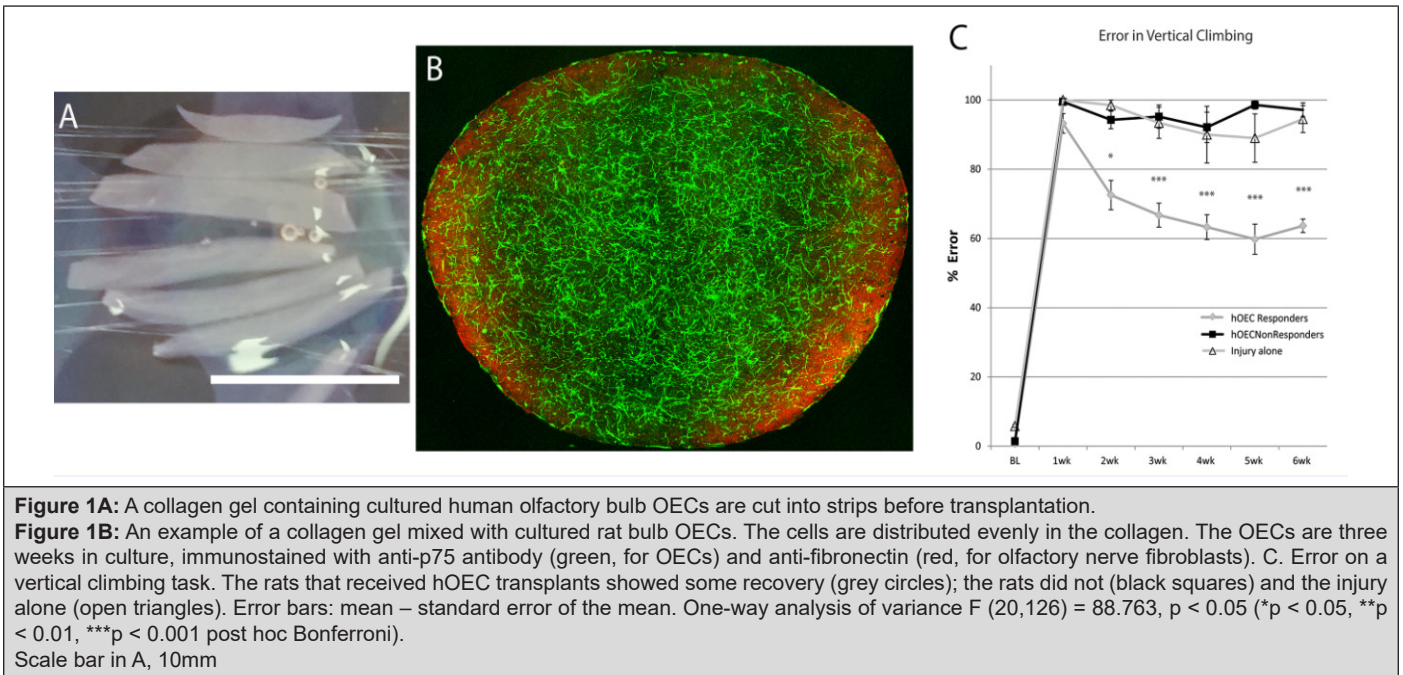 A
B
C
Error in Vertical Climbing
100
80
60
40
20
0
% Error
*
***
***
***
***
hOEC Responders
hOECNonResponders
Injury alone
BL 1wk 2wk 3wk 4wk 5wk 6wk
Figure 1A: A collagen gel containing cultured human olfactory bulb OECs are cut into strips before transplantation.
Figure 1B: An example of a collagen gel mixed with cultured rat bulb OECs. The cells are distributed evenly in the collagen. The OECs are three
weeks in culture, immunostained with anti-p75 antibody (green, for OECs) and anti-fibronectin (red, for olfactory nerve fibroblasts). C. Error on a
vertical climbing task. The rats that received hOEC transplants showed some recovery (grey circles); the rats did not (black squares) and the injury
alone (open triangles). Error bars: mean – standard error of the mean. One-way analysis of variance F (20,126) = 88.763, p < 0.05 (*p < 0.05, **p
< 0.01, ***p < 0.001 post hoc Bonferroni).
Scale bar in A, 10mm